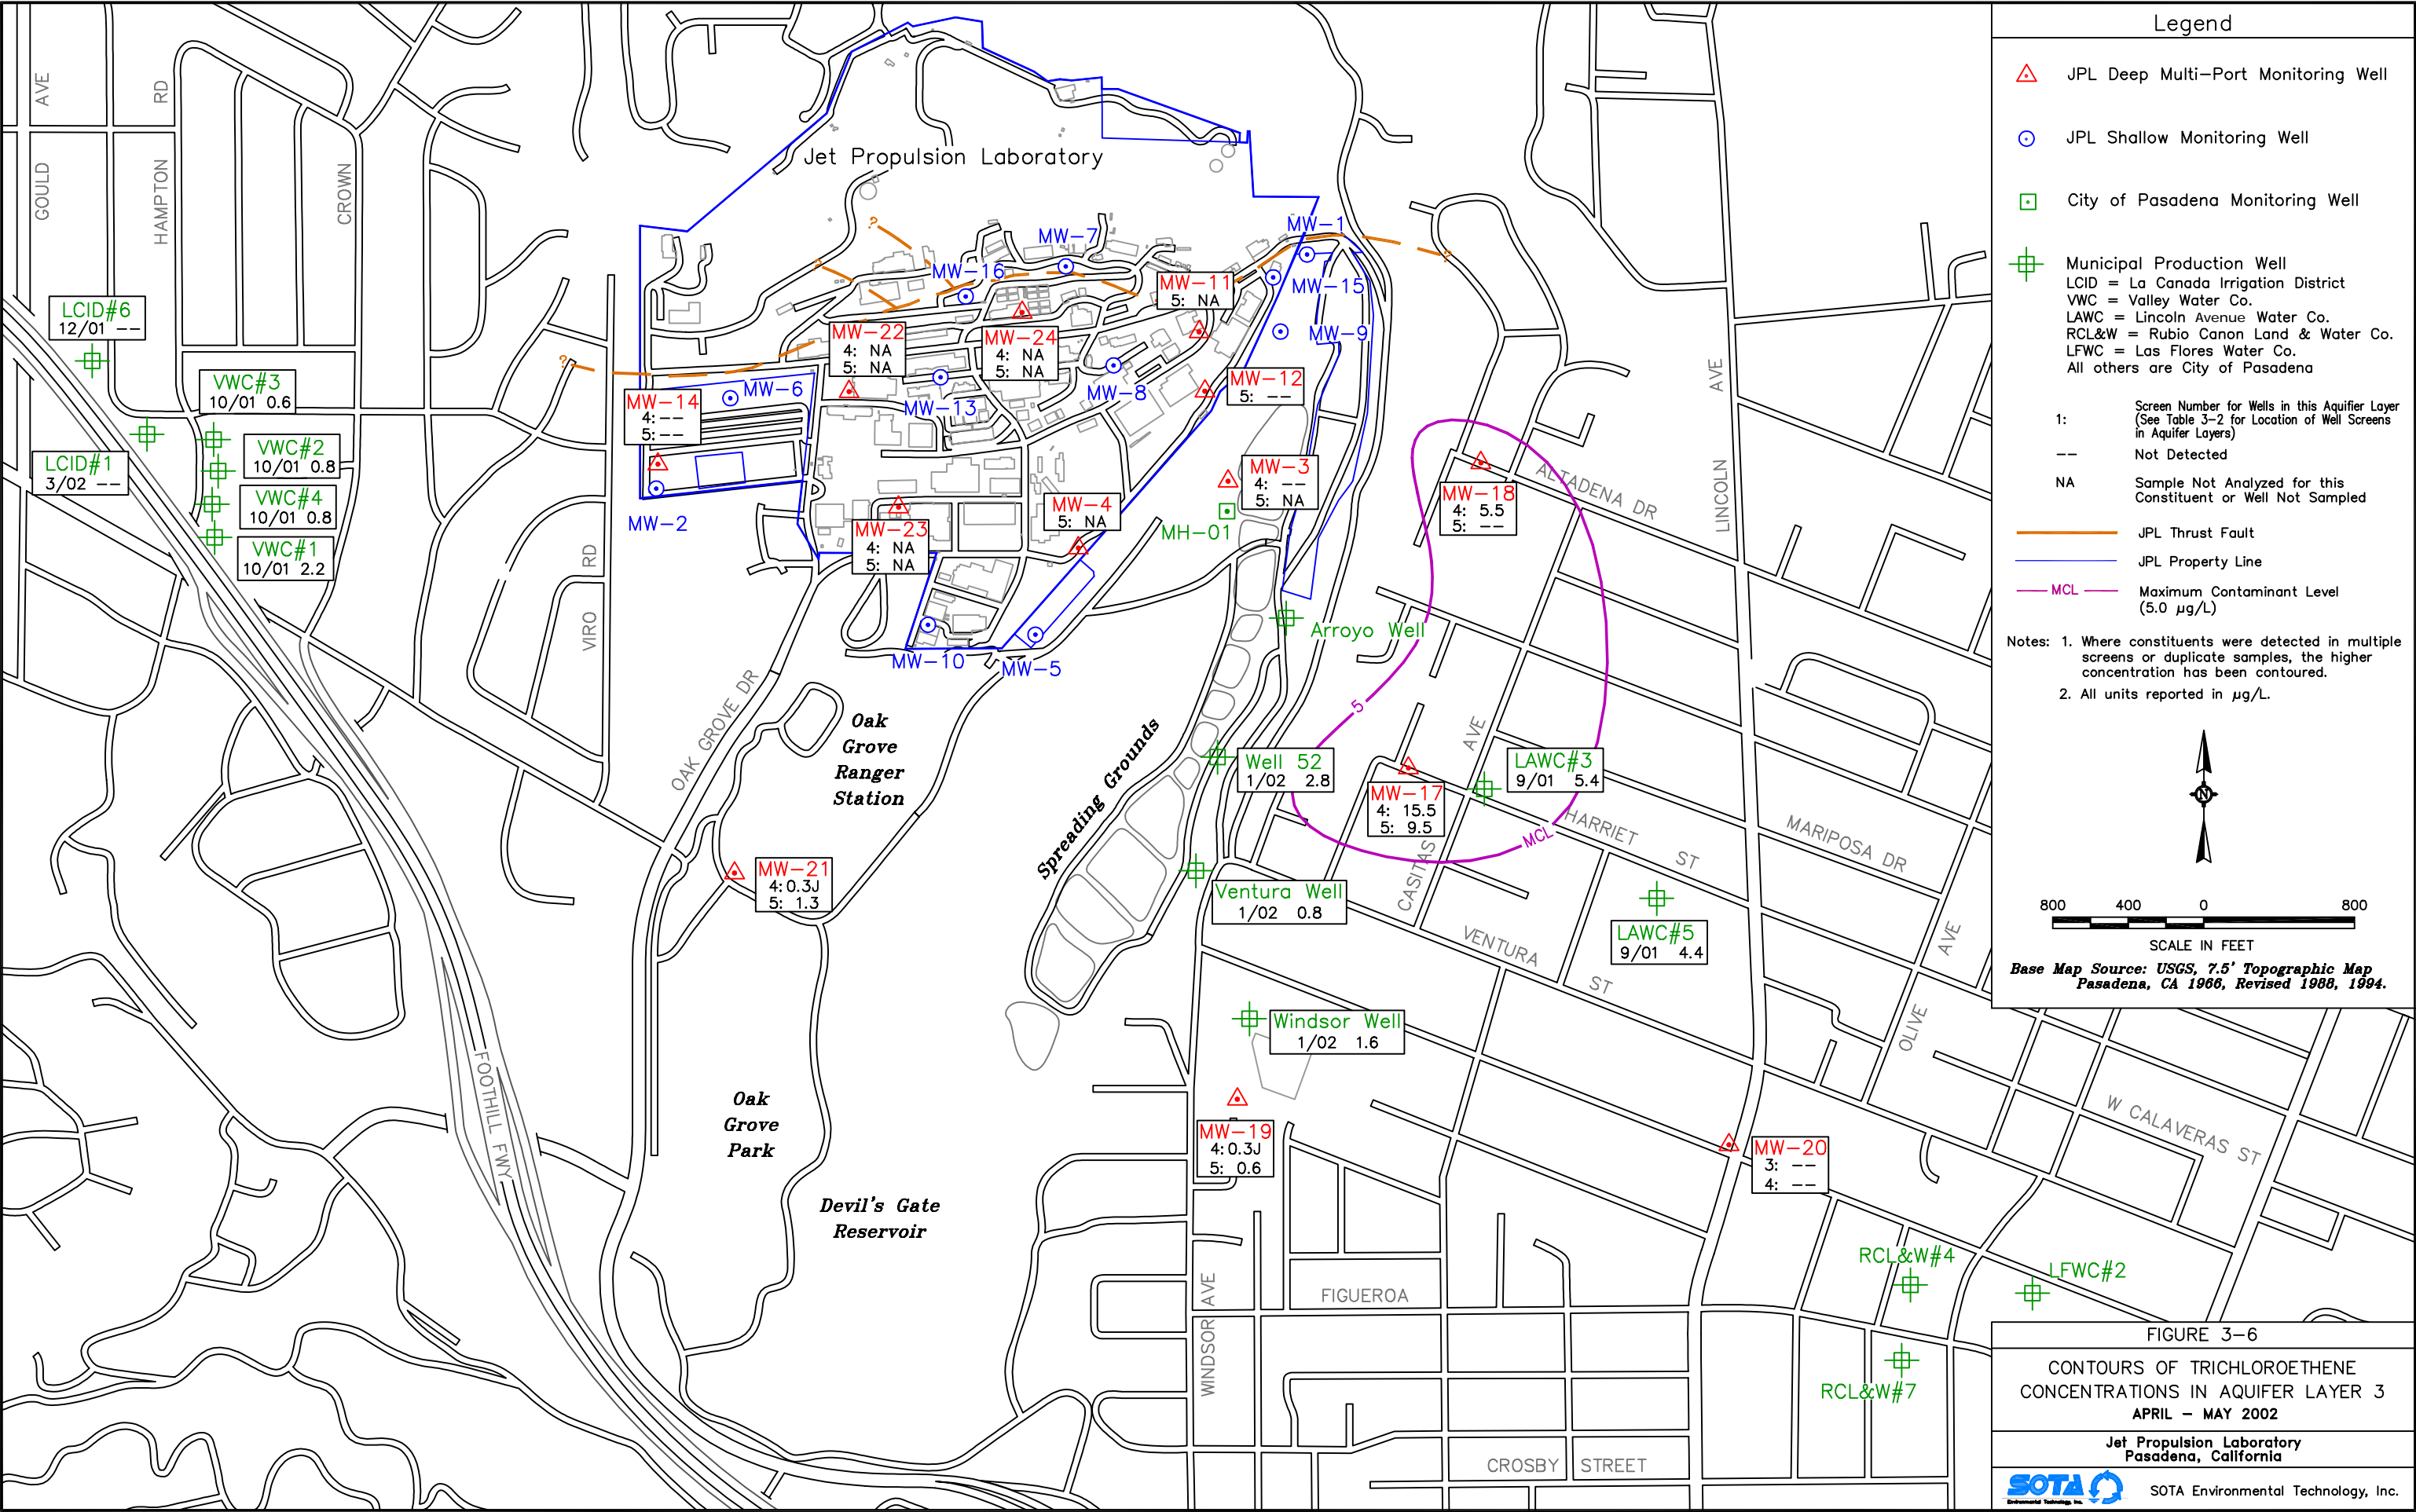 Legend
JPL Deep Multi-Port Monitoring Well
JPL Shallow Monitoring Well
City of Pasadena Monitoring Well
Municipal Production Well
LCID = La Canada Irrigation District
VWC = Valley Water Co.
LAWC = Lincoln Avenue Water Co.
RCL&W = Rubio Canon Land & Water Co.
LFWC = Las Flores Water Co.
All others are City of Pasadena
1:
Screen Number for Wells in this Aquifier Layer
(See Table 3-2 for Location of Well Screens
in Aquifer Layers)
-- Not Detected
NA Sample Not Analyzed for this
Constituent or Well Not Sampled
JPL Thrust Fault
JPL Property Line
MCL Maximum Contaminant Level
(5.0 µg/L)
Notes: 1. Where constituents were detected in multiple
screens or duplicate samples, the higher
concentration has been contoured.
2. All units reported in µg/L.
N
800 400 0 800
SCALE IN FEET
Base Map Source: USGS, 7.5' Topographic Map
Pasadena, CA 1966, Revised 1988, 1994.
FIGURE 3-6
CONTOURS OF TRICHLOROETHENE
CONCENTRATIONS IN AQUIFER LAYER 3
APRIL - MAY 2002
Jet Propulsion Laboratory
Pasadena, California
SOTA
Environmental Technology, Inc.
SOTA Environmental Technology, Inc.
GOULD AVE
HAMPTON RD
CROWN
Jet Propulsion Laboratory
LCID#6
12/01 --
VWC#3
10/01 0.6
LCID#1
3/02 --
VWC#2
10/01 0.8
VWC#4
10/01 0.8
VWC#1
10/01 2.2
VIRO RD
?
?
?
?
MW-7
MW-16
MW-1
MW-15
MW-9
MW-11
5: NA
MW-22
4: NA
5: NA
MW-24
4: NA
5: NA
MW-12
5: --
MW-14
4:--
5:--
MW-6
MW-13
MW-8
MW-2
MW-23
4: NA
5: NA
MW-4
5: NA
MW-3
4: --
5: NA
MH-01
MW-10
MW-5
MW-18
4: 5.5
5: --
ALTADENA DR
LINCOLN AVE
Arroyo Well
5
OAK GROVE DR
Oak
Grove
Ranger
Station
Spreading Grounds
Well 52
1/02 2.8
MW-17
4: 15.5
5: 9.5
LAWC#3
9/01 5.4
MCL
CASITAS AVE
HARRIET ST
MARIPOSA DR
MW-21
4:0.3J
5: 1.3
Ventura Well
1/02 0.8
VENTURA ST
LAWC#5
9/01 4.4
OLIVE AVE
Windsor Well
1/02 1.6
FOOTHILL FWY
Oak
Grove
Park
MW-19
4:0.3J
5: 0.6
MW-20
3: --
4: --
W CALAVERAS ST
Devil's Gate
Reservoir
WINDSOR AVE
FIGUEROA
RCL&W#4
LFWC#2
RCL&W#7
CROSBY STREET